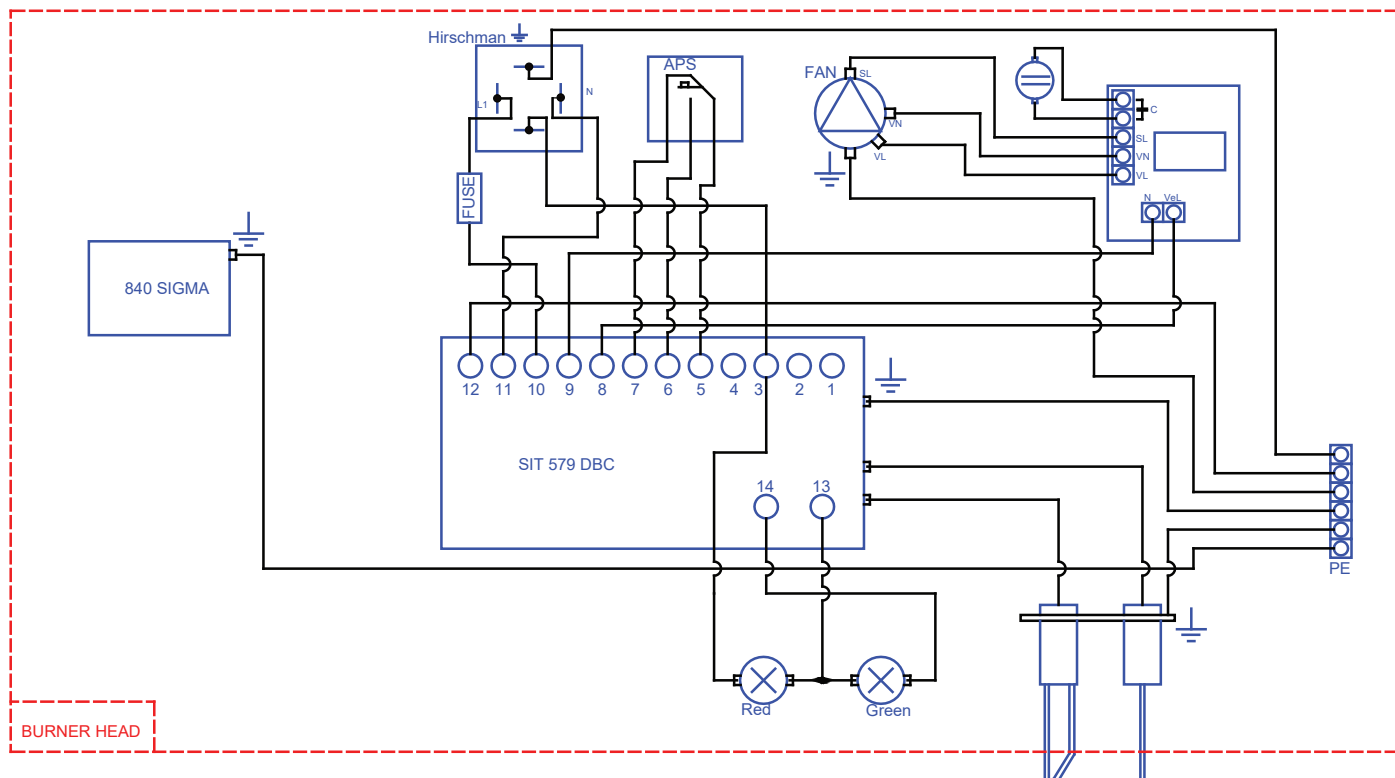 Hirschman
L1
N
APS
FAN
SL
VN
VL
C
SL
VN
VL
N VeL
FUSE
840 SIGMA
12 11 10 9 8 7 6 5 4 3 2 1
SIT 579 DBC
14 13
PE
Red
Green
BURNER HEAD